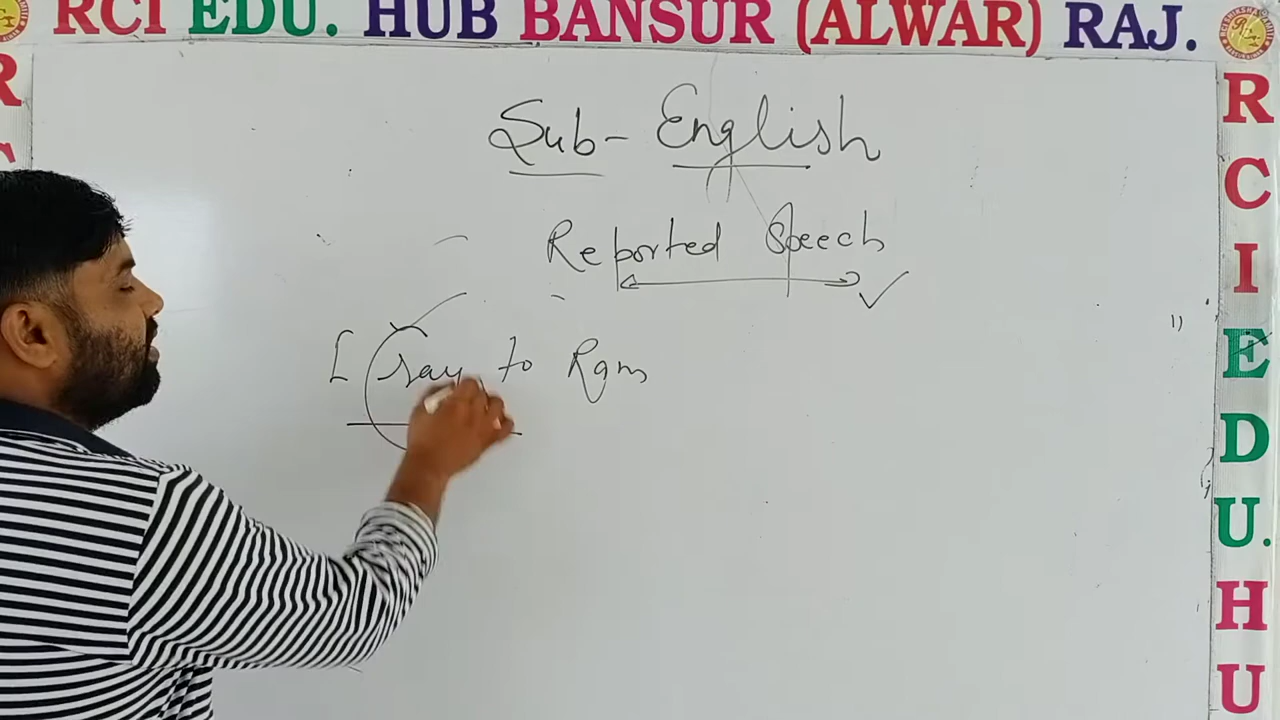 RCI EDU. HUB BANSUR (ALWAR) RAJ.
Sub- English
Reported Speech
I say to Ram
R
C
R
C
I
E
D
U.
H
U